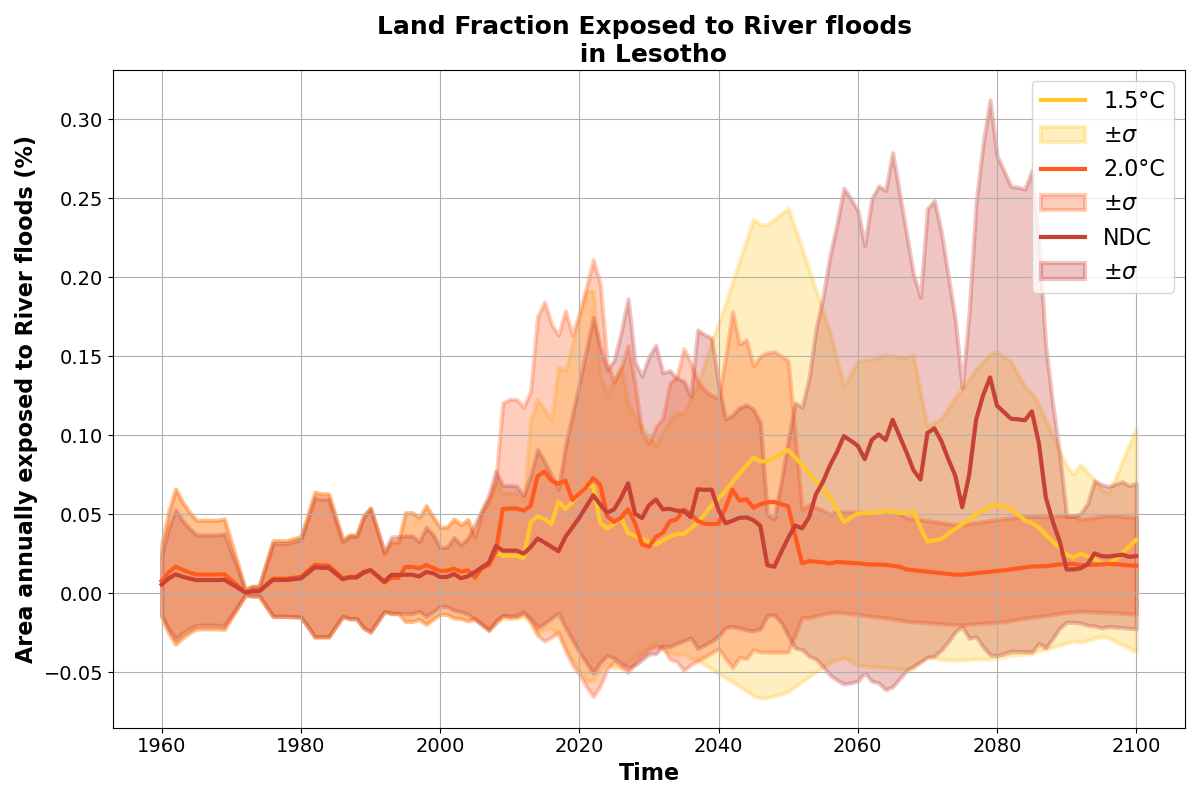 Land Fraction Exposed to River floods
in Lesotho
Area annually exposed to River floods (%)
0.30
0.25
0.20
0.15
0.10
0.05
0.00
−0.05
1.5°C
±σ
2.0°C
±σ
NDC
±σ
1960 1980 2000 2020 2040 2060 2080 2100
Time